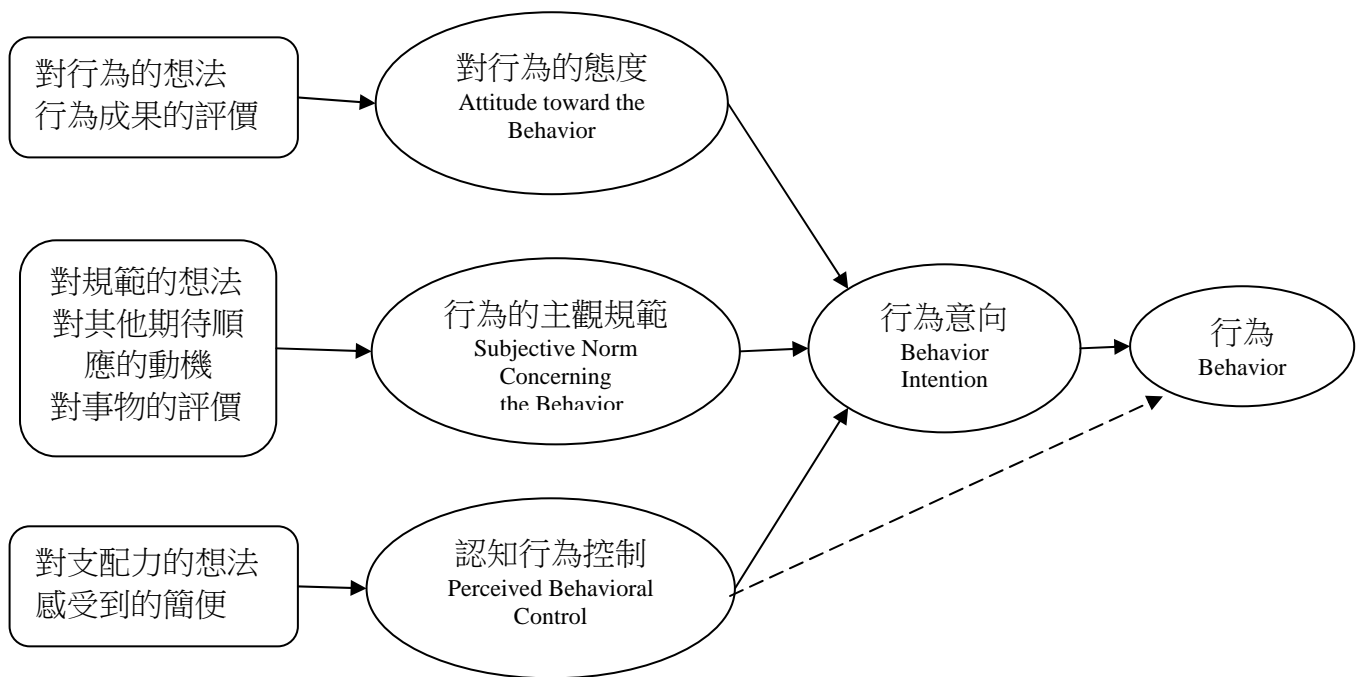 對行為的想法
行為成果的評價
對行為的態度
Attitude toward the
Behavior
對規範的想法
對其他期待順
應的動機
對事物的評價
行為的主觀規範
Subjective Norm
Concerning
the Behavior
行為意向
Behavior
Intention
行為
Behavior
對支配力的想法
感受到的簡便
認知行為控制
Perceived Behavioral
Control